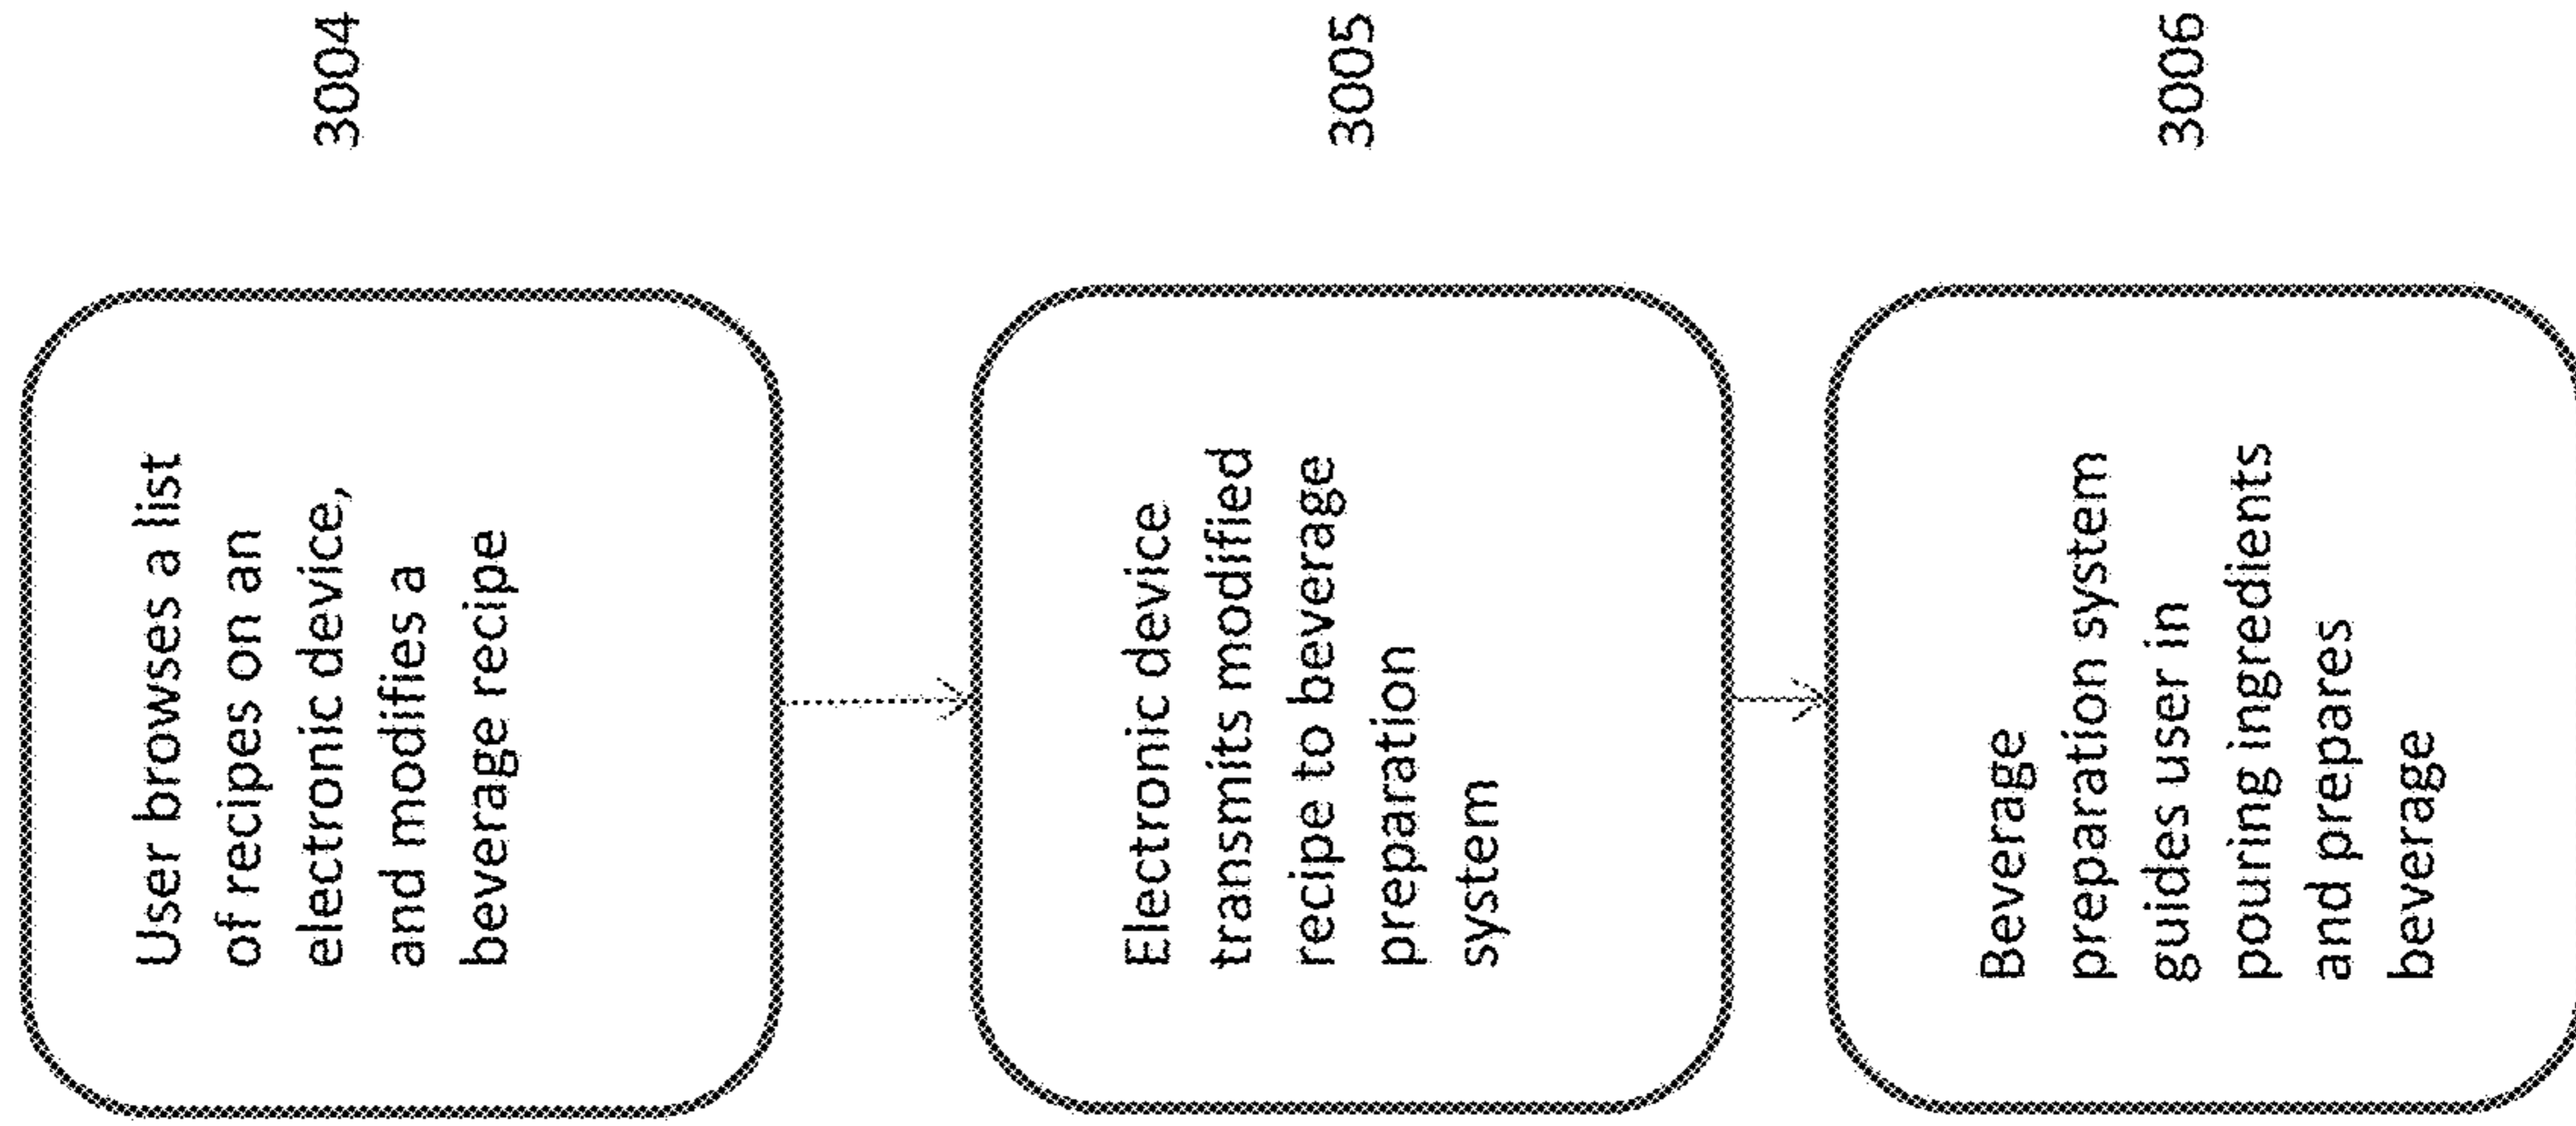 User browses a list
of recipes on an
electronic device,
and modifies a
beverage recipe
3004
Electronic device
transmits modified
recipe to beverage
preparation
system
3005
Beverage
preparation system
guides user in
pouring ingredients
and prepares
beverage
3006